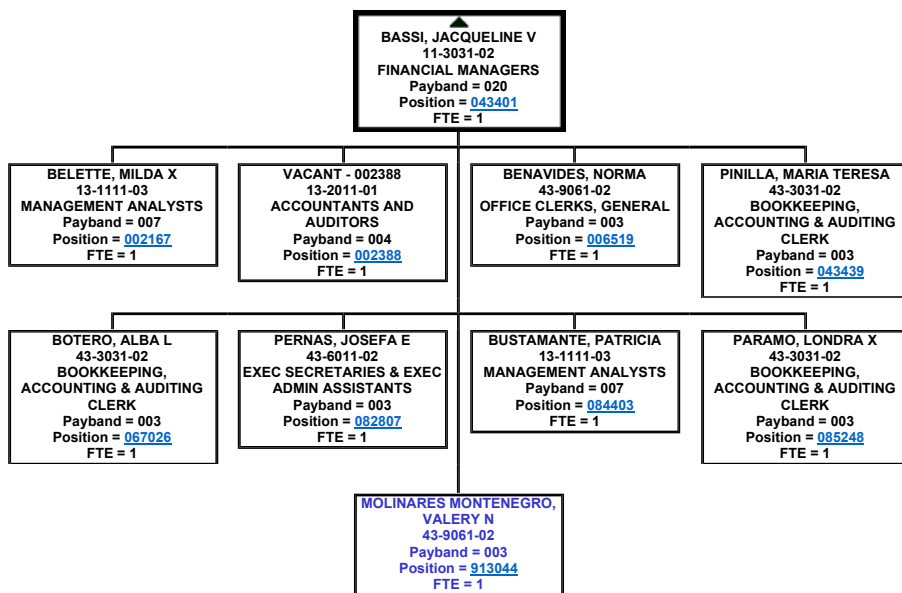 BASSI, JACQUELINE V
11-3031-02
FINANCIAL MANAGERS
Payband = 020
Position = 043401
FTE = 1
BELETTE, MILDA X
13-1111-03
MANAGEMENT ANALYSTS
Payband = 007
Position = 002167
FTE = 1
VACANT - 002388
13-2011-01
ACCOUNTANTS AND
AUDITORS
Payband = 004
Position = 002388
FTE = 1
BENAVIDES, NORMA
43-9061-02
OFFICE CLERKS, GENERAL
Payband = 003
Position = 006519
FTE = 1
PINILLA, MARIA TERESA
43-3031-02
BOOKKEEPING,
ACCOUNTING & AUDITING
CLERK
Payband = 003
Position = 043439
FTE = 1
BOTERO, ALBA L
43-3031-02
BOOKKEEPING,
ACCOUNTING & AUDITING
CLERK
Payband = 003
Position = 067026
FTE = 1
PERNAS, JOSEFA E
43-6011-02
EXEC SECRETARIES & EXEC
ADMIN ASSISTANTS
Payband = 003
Position = 082807
FTE = 1
BUSTAMANTE, PATRICIA
13-1111-03
MANAGEMENT ANALYSTS
Payband = 007
Position = 084403
FTE = 1
PARAMO, LONDRA X
43-3031-02
BOOKKEEPING,
ACCOUNTING & AUDITING
CLERK
Payband = 003
Position = 085248
FTE = 1
MOLINARES MONTENEGRO,
VALERY N
43-9061-02
Payband = 003
Position = 913044
FTE = 1